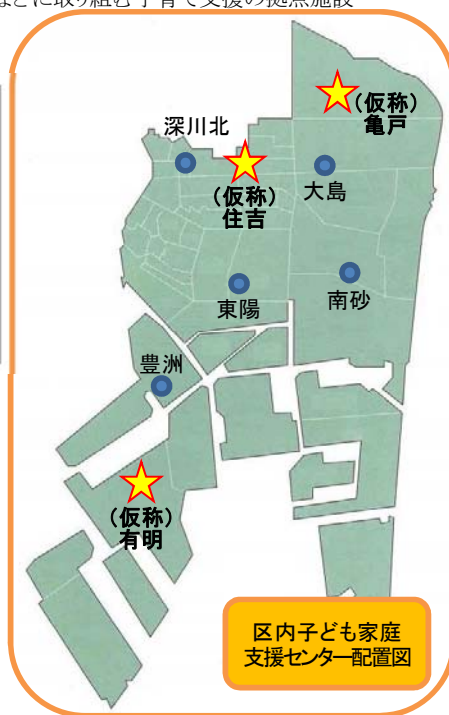 などに取り組む子育て支援の拠点施設
(仮称)
亀戸
深川北
(仮称)
住吉
大島
東陽
南砂
豊洲
(仮称)
有明
区内子ども家庭
支援センター配置図